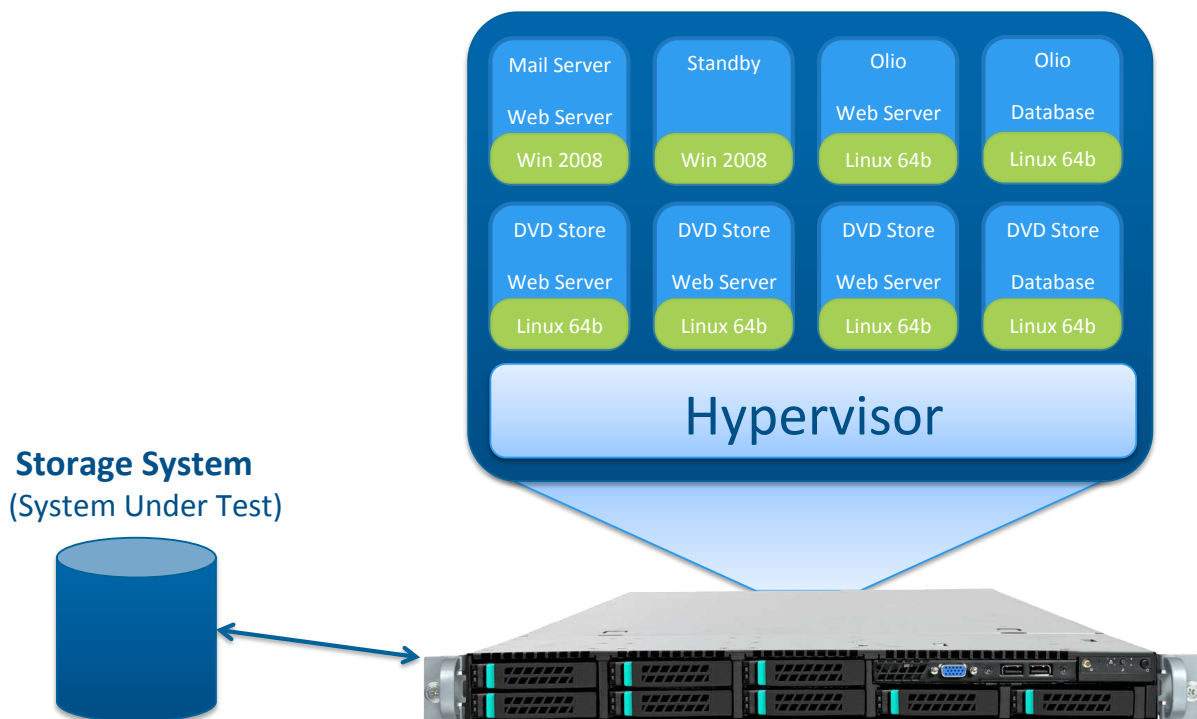 Mail Server
Web Server
Win 2008
Standby
Win 2008
Olio
Web Server
Linux 64b
Olio
Database
Linux 64b
DVD Store
Web Server
Linux 64b
DVD Store
Web Server
Linux 64b
DVD Store
Web Server
Linux 64b
DVD Store
Database
Linux 64b
Hypervisor
Storage System
(System Under Test)